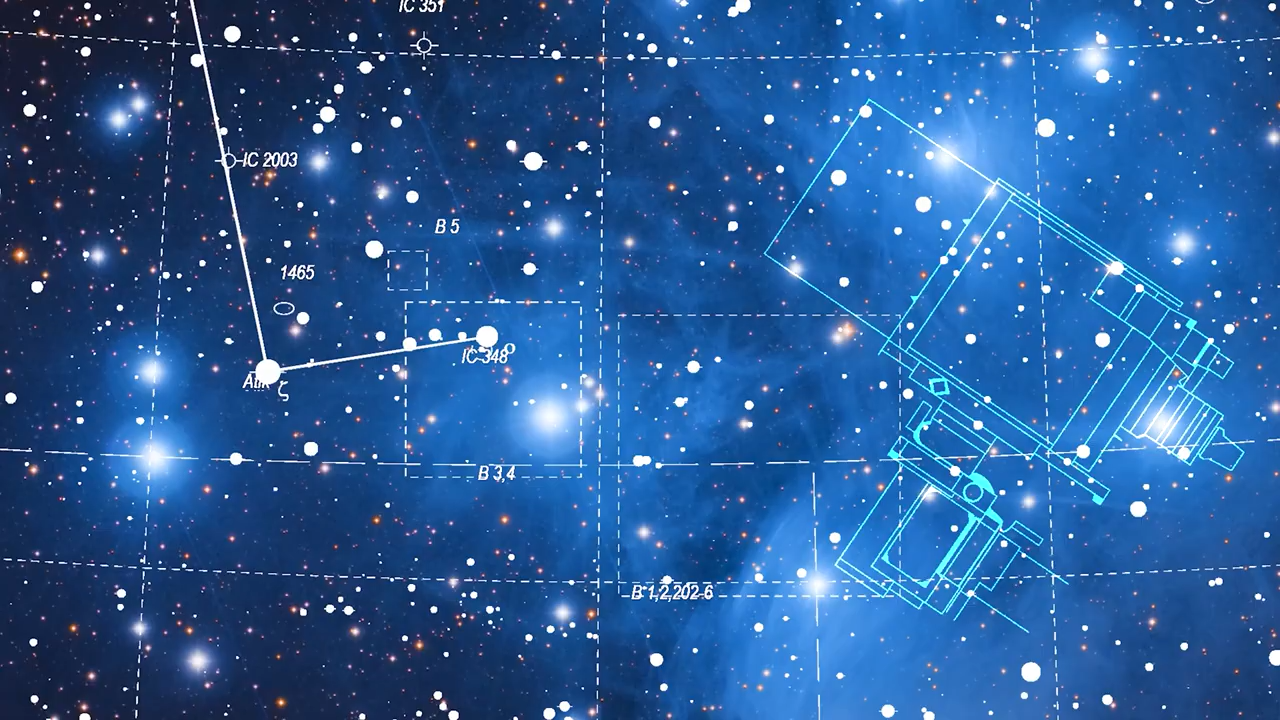 IC 351
IC 2003
B 5
1465
IC 348
ο
Atik
ζ
B 3,4
B 1,2,202-6